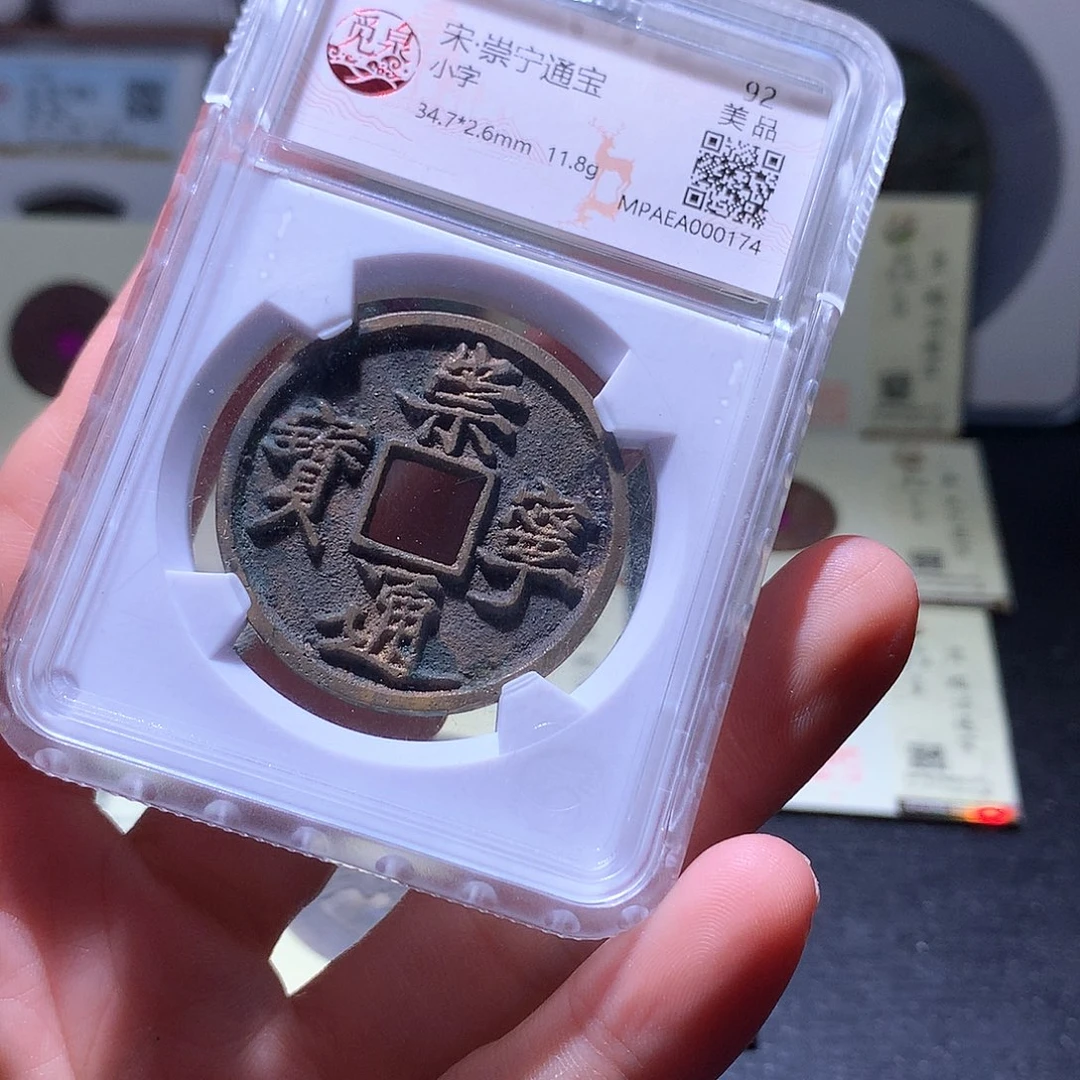 觅泉
宋·崇宁通宝
小字
34.7*2.6mm 11.8g
92
美品
MPAEA000174
崇
寧
通
寶